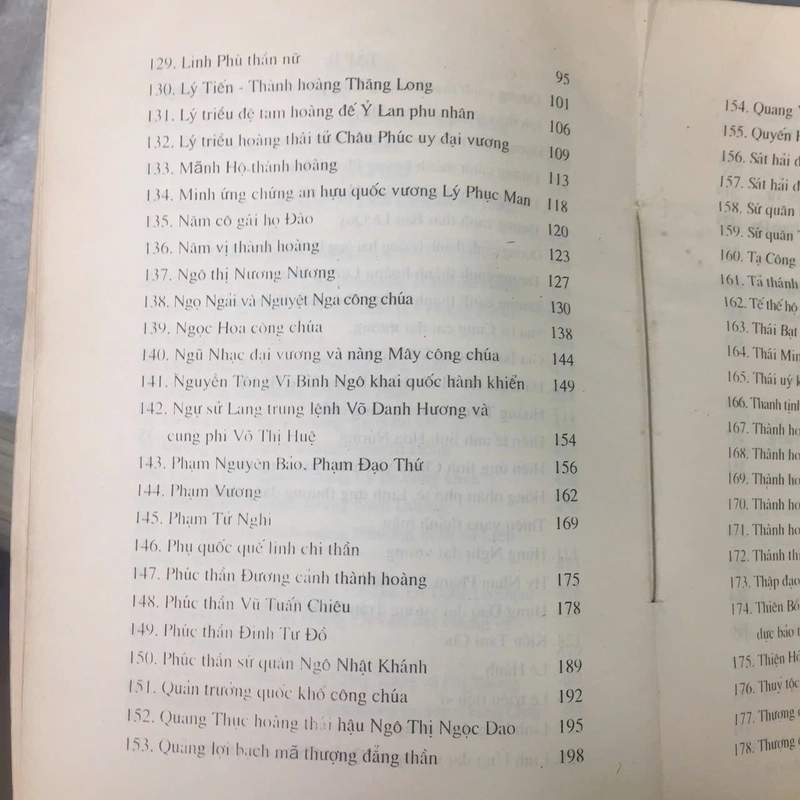 129. Linh Phù thần nữ 95
130. Lý Tiến - Thành hoàng Thăng Long 101
131. Lý triều đệ tam hoàng đế Ỷ Lan phu nhân 106
132. Lý triều hoàng thái tử Châu Phúc uy đại vương 109
133. Mãnh Hộ thành hoàng 113
134. Minh ứng chứng an hựu quốc vương Lý Phục Man 118
135. Năm cô gái họ Đào 120
136. Năm vị thành hoàng 123
137. Ngô thị Nương Nương 127
138. Ngọ Ngãi và Nguyệt Nga công chúa 130
139. Ngọc Hoa công chúa 138
140. Ngũ Nhạc đại vương và nàng Mây công chúa 144
141. Nguyễn Tông Vĩ Bình Ngô khai quốc hành khiển 149
142. Ngự sử Lang trung lệnh Võ Danh Hương và
cung phi Võ Thị Huệ 154
143. Phạm Nguyên Bảo, Phạm Đạo Thứ 156
144. Phạm Vương 162
145. Phạm Tử Nghi 169
146. Phụ quốc quế linh chi thần
147. Phúc thần Đương cảnh thành hoàng 175
148. Phúc thần Vũ Tuấn Chiêu 178
149. Phúc thần Đinh Tư Đồ
150. Phúc thần sứ quân Ngô Nhật Khánh 189
151. Quản trưởng quốc khố công chúa 192
152. Quang Thục hoàng thái hậu Ngô Thị Ngọc Dao 195
153. Quảng lợi bạch mã thượng đẳng thần 198
154. Quang
155. Quyến
156. Sát hải
157. Sát hải
158. Sứ quân
159. Sứ quân
160. Tạ Công
161. Tả thánh
162. Tế thế hộ
163. Thái Bạt
164. Thái Min
165. Thái uý
166. Thanh tịnh
167. Thành ho
168. Thành ho
169. Thành ho
170. Thành ho
171. Thành ho
172. Thánh th
173. Thập đạo
174. Thiên Bồ
dực bảo
175. Thiện Hộ
176. Thuỷ tộc
177. Thương
178. Thượng